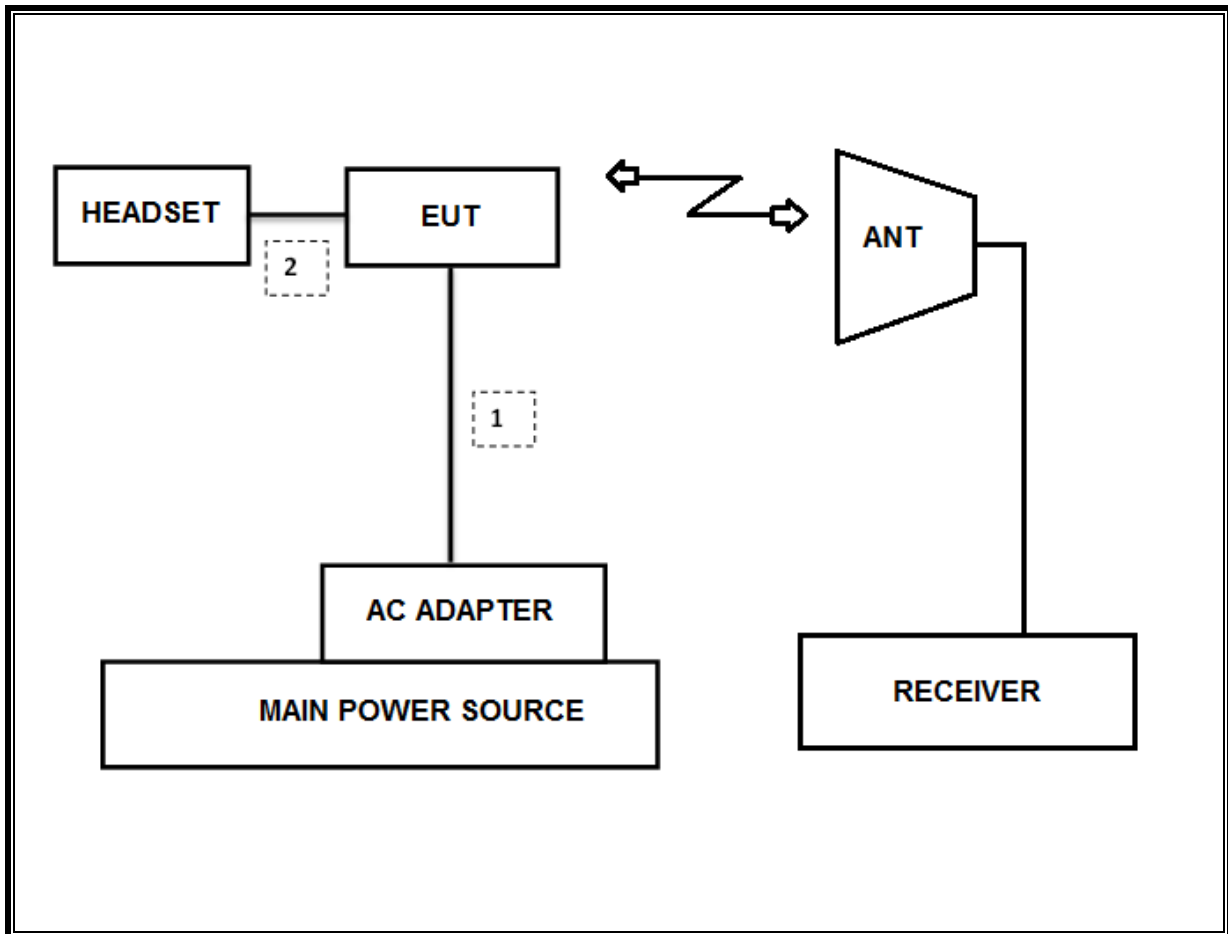 HEADSET
EUT
ANT
2
1
AC ADAPTER
MAIN POWER SOURCE
RECEIVER